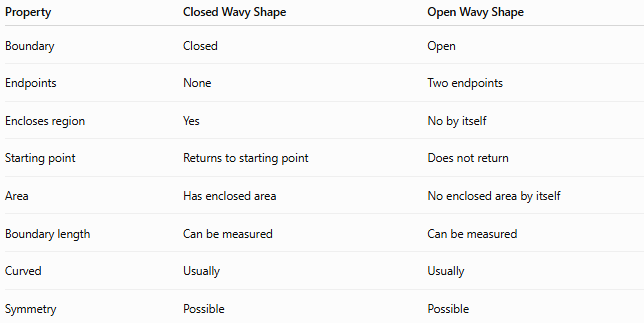 Property Closed Wavy Shape Open Wavy Shape
Boundary Closed Open
Endpoints None Two endpoints
Encloses region Yes No by itself
Starting point Returns to starting point Does not return
Area Has enclosed area No enclosed area by itself
Boundary length Can be measured Can be measured
Curved Usually Usually
Symmetry Possible Possible